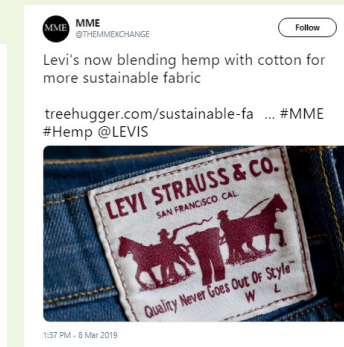 MME
MME
@THEMMEXCHANGE
Follow
Levi's now blending hemp with cotton for
more sustainable fabric
treehugger.com/sustainable-fa … #MME
#Hemp @LEVIS
LEVI STRAUSS & CO.
SAN FRANCISCO CAL.
Quality Never Goes Out Of Style
W L
1:37 PM - 8 Mar 2019